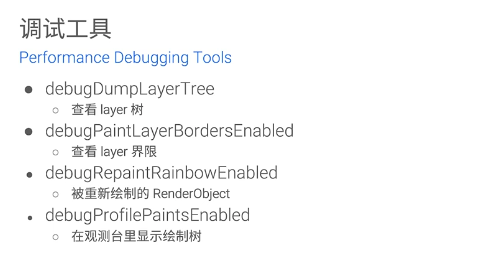 调试工具
Performance Debugging Tools
● debugDumpLayerTree
○ 查看 layer 树
● debugPaintLayerBordersEnabled
○ 查看 layer 界限
● debugRepaintRainbowEnabled
○ 被重新绘制的 RenderObject
● debugProfilePaintsEnabled
○ 在观测台里显示绘制树